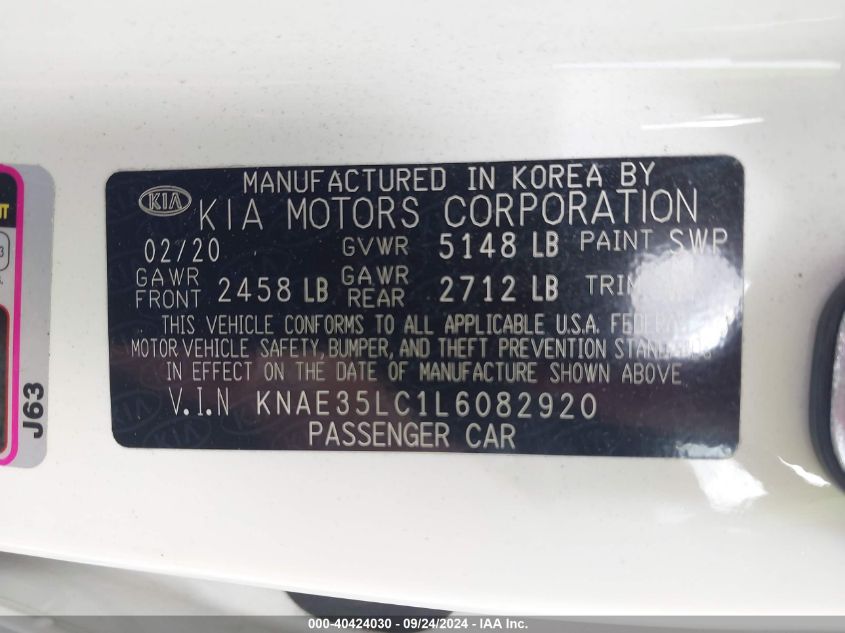 MANUFACTURED IN KOREA BY
KIA KIA MOTORS CORPORATION
02/20 GVWR 5148 LB PAINT SWP
GAWR FRONT 2458 LB GAWR REAR 2712 LB TRIM
THIS VEHICLE CONFORMS TO ALL APPLICABLE U.S.A.
MOTOR VEHICLE SAFETY, BUMPER, AND THEFT PREVENTION
IN EFFECT ON THE DATE OF MANUFACTURE SHOWN ABOVE
V.I.N KNAE35LC1L6082920
PASSENGER CAR
J63
000-40424030 - 09/24/2024 - IAA Inc.